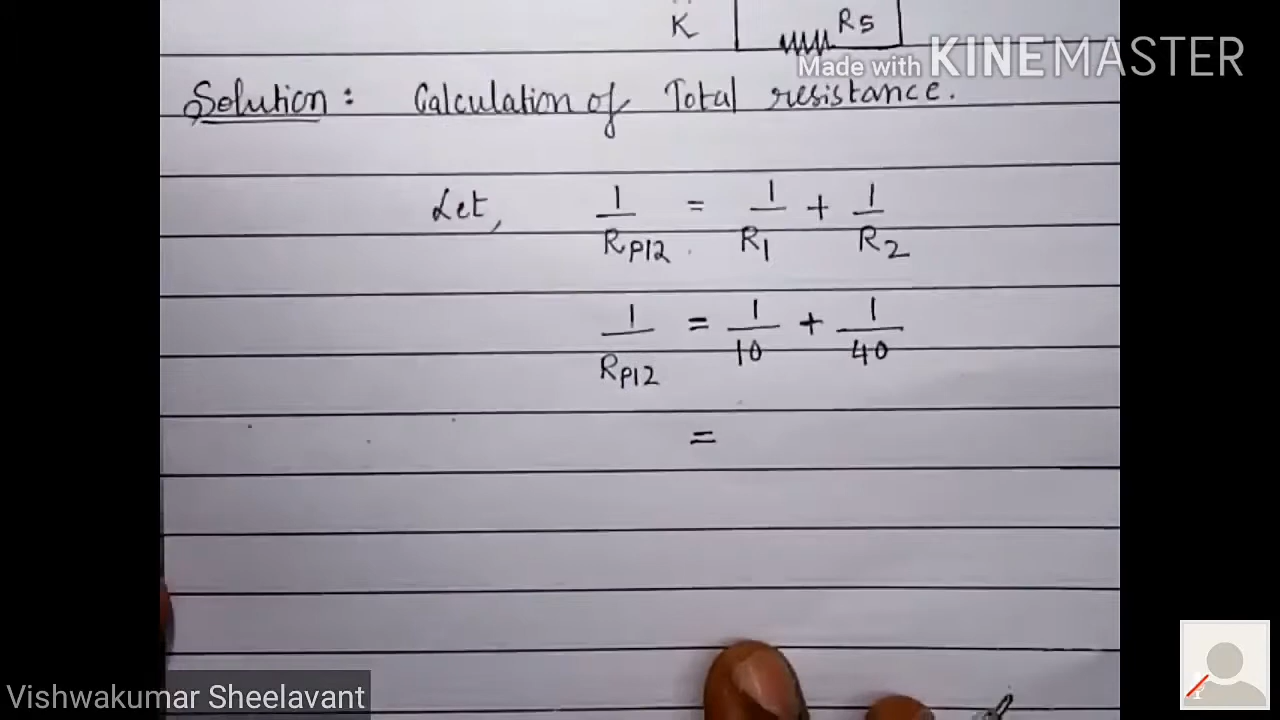 K
R5
Made with KINEMASTER
Solution: Calculation of Total resistance.
Let, 1/RP12 = 1/R1 + 1/R2
1/RP12 = 1/10 + 1/40
=
Vishwakumar Sheelavant